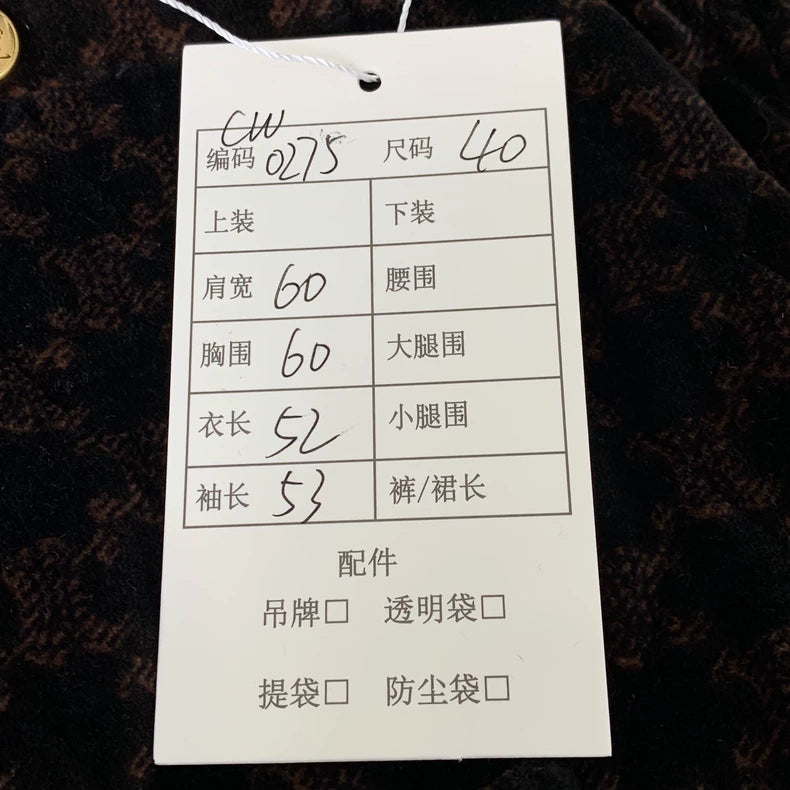 CW
编码 0275 尺码 40
上装 下装
肩宽 60 腰围
胸围 60 大腿围
衣长 52 小腿围
袖长 53 裤/裙长
配件
吊牌□ 透明袋□
提袋□ 防尘袋□